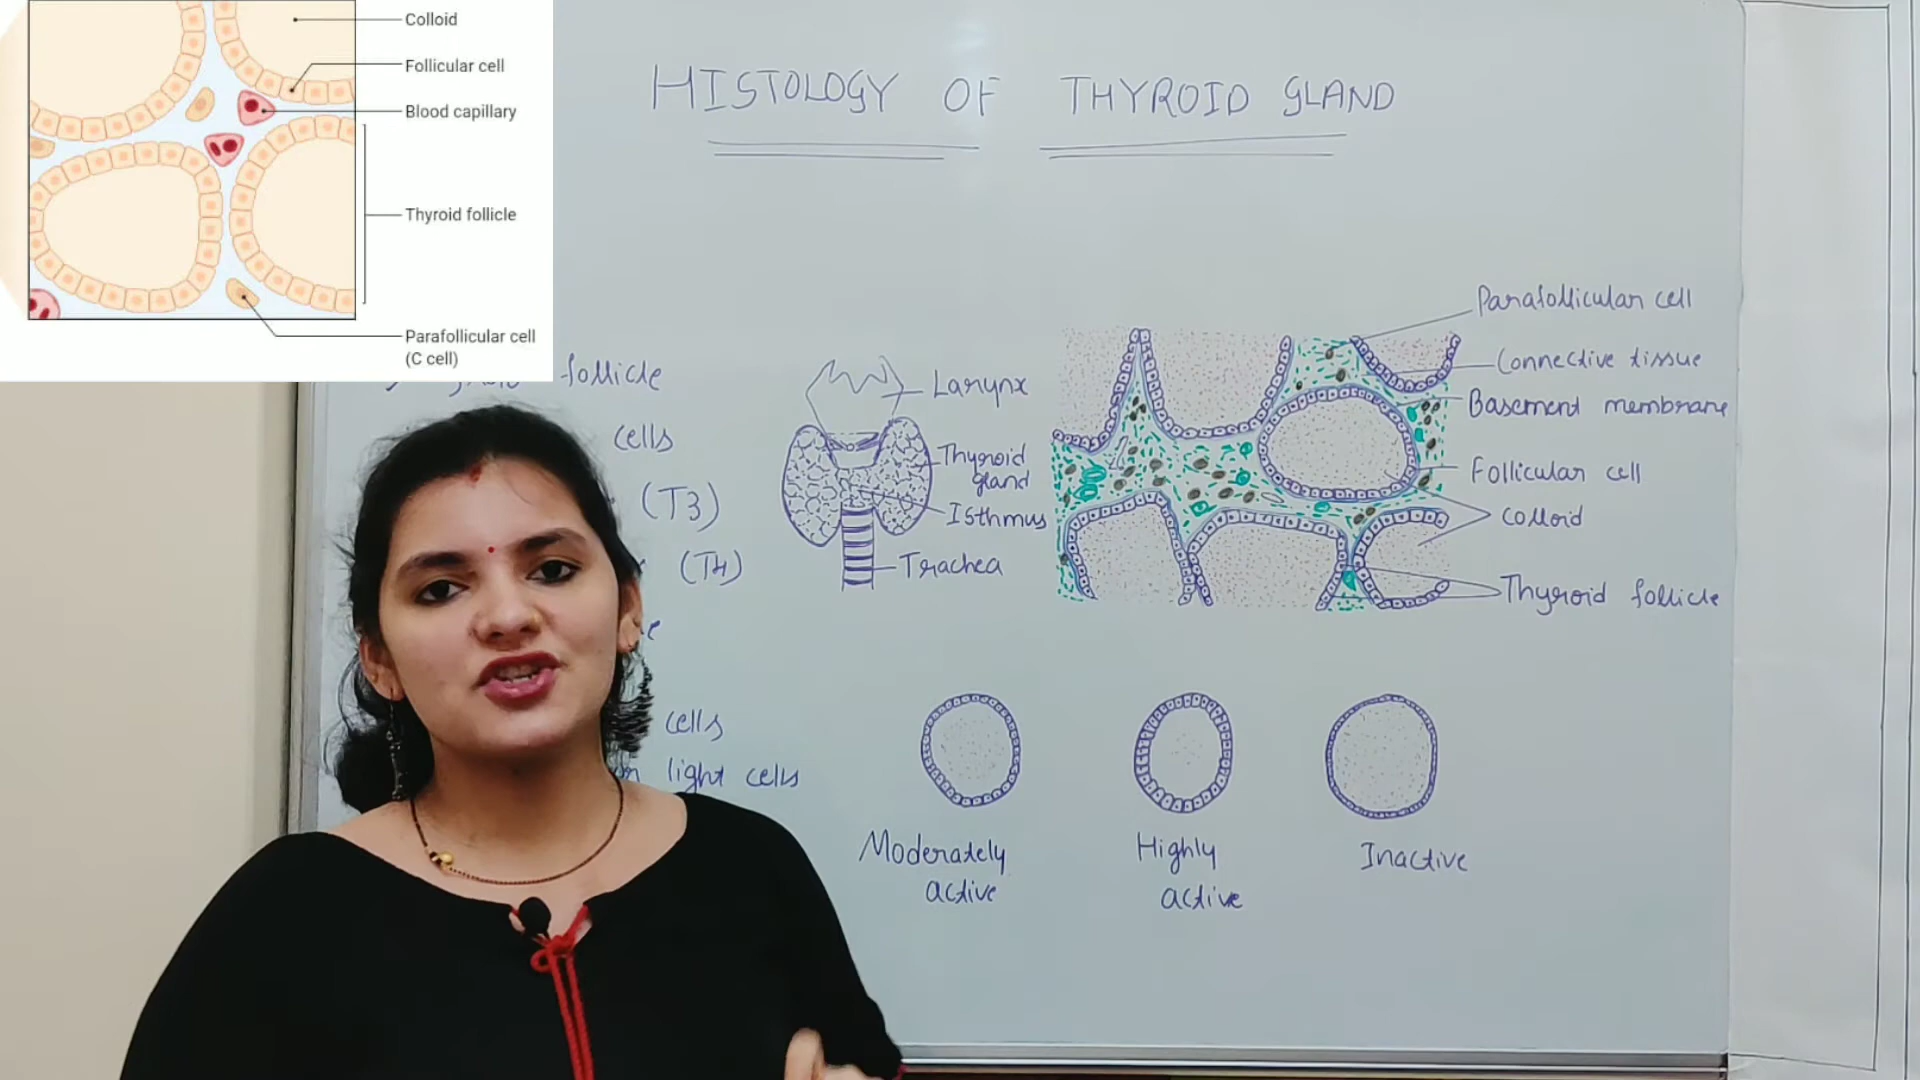 Colloid
Follicular cell
Blood capillary
Thyroid follicle
Parafollicular cell
(C cell)
HISTOLOGY OF THYROID GLAND
follicle
cells
(T3)
(T4)
cells
light cells
Larynx
Thyroid
gland
Isthmus
Trachea
Parafollicular cell
Connective tissue
Basement membrane
Follicular cell
Colloid
Thyroid follicle
Moderately
active
Highly
active
Inactive